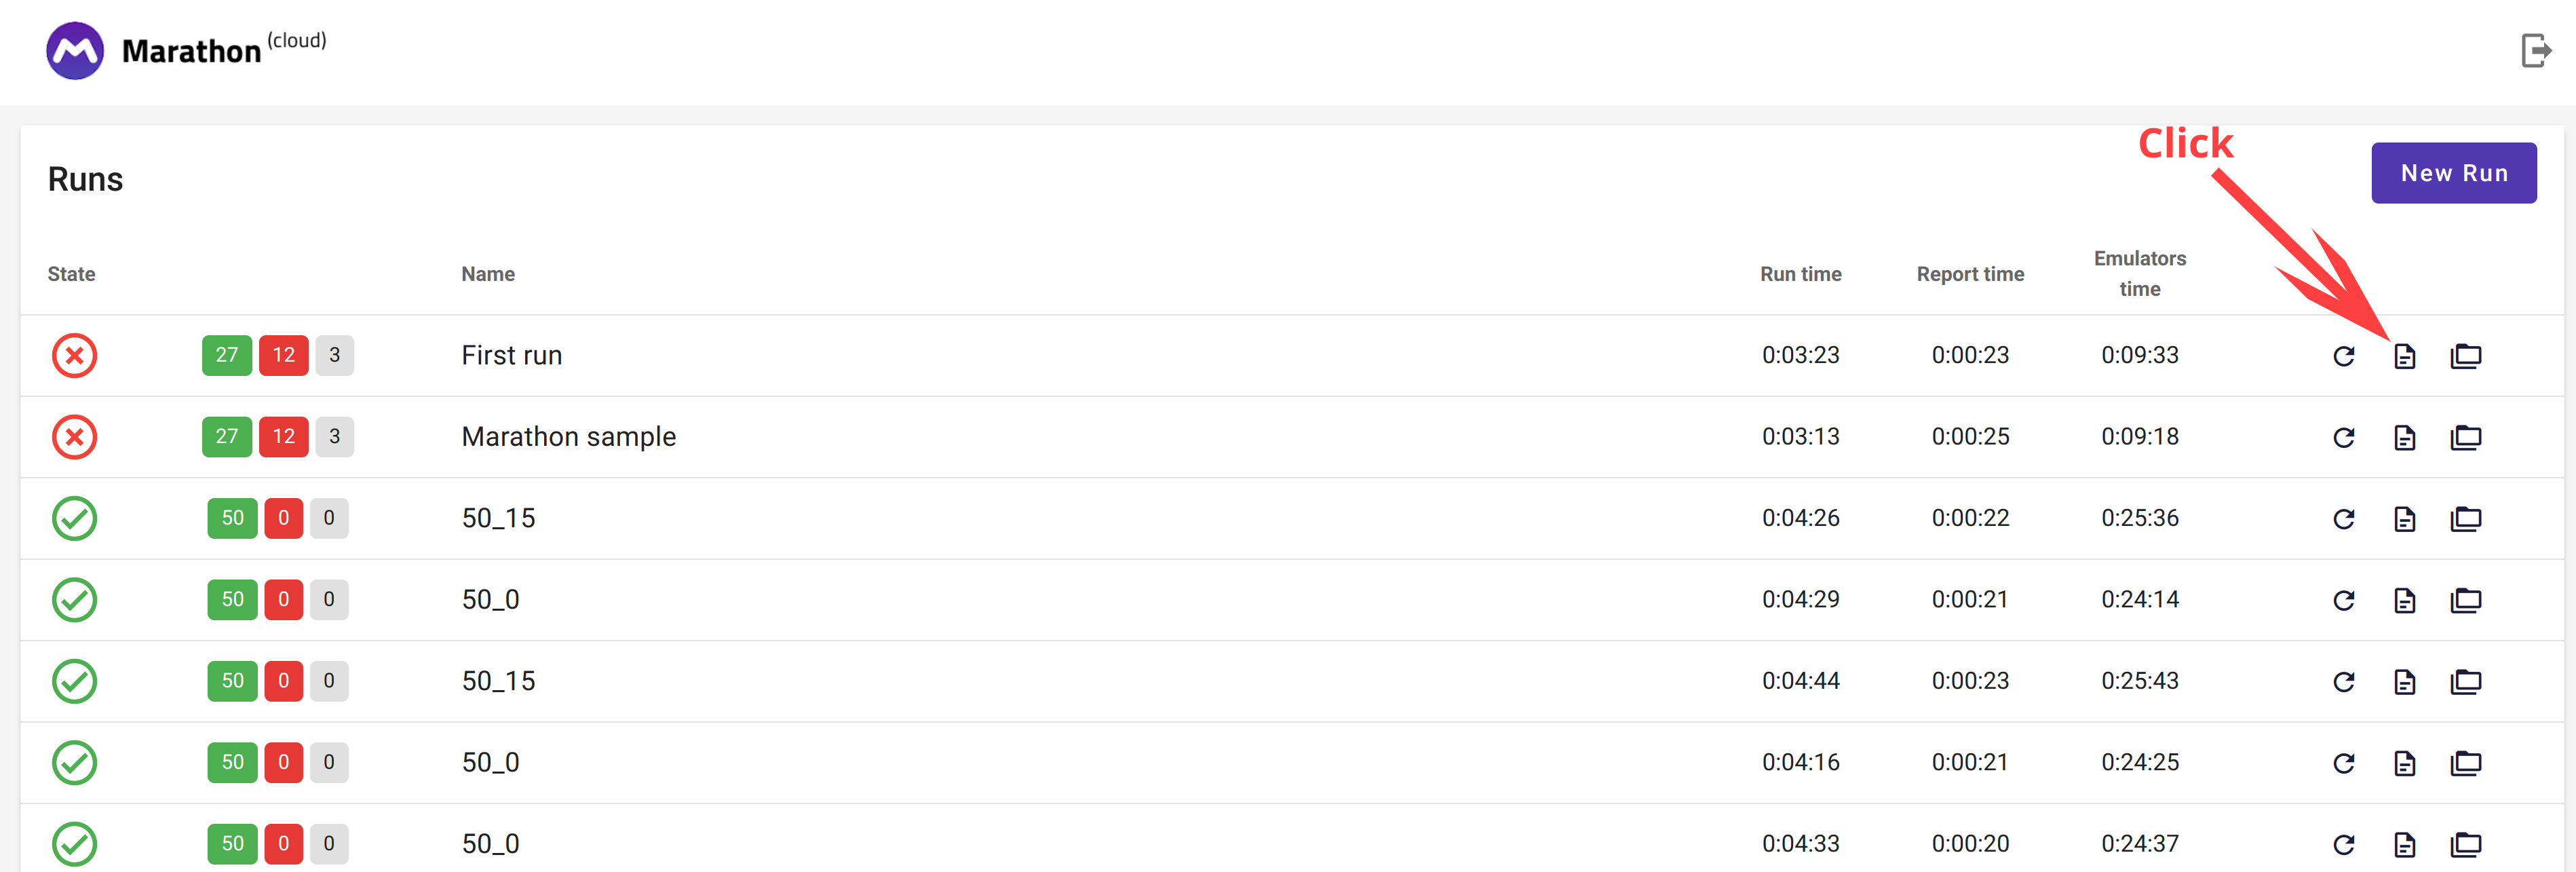 Marathon (cloud)
Click
Runs
New Run
State Name Run time Report time Emulators time
27 12 3 First run 0:03:23 0:00:23 0:09:33
27 12 3 Marathon sample 0:03:13 0:00:25 0:09:18
50 0 0 50_15 0:04:26 0:00:22 0:25:36
50 0 0 50_0 0:04:29 0:00:21 0:24:14
50 0 0 50_15 0:04:44 0:00:23 0:25:43
50 0 0 50_0 0:04:16 0:00:21 0:24:25
50 0 0 50_0 0:04:33 0:00:20 0:24:37